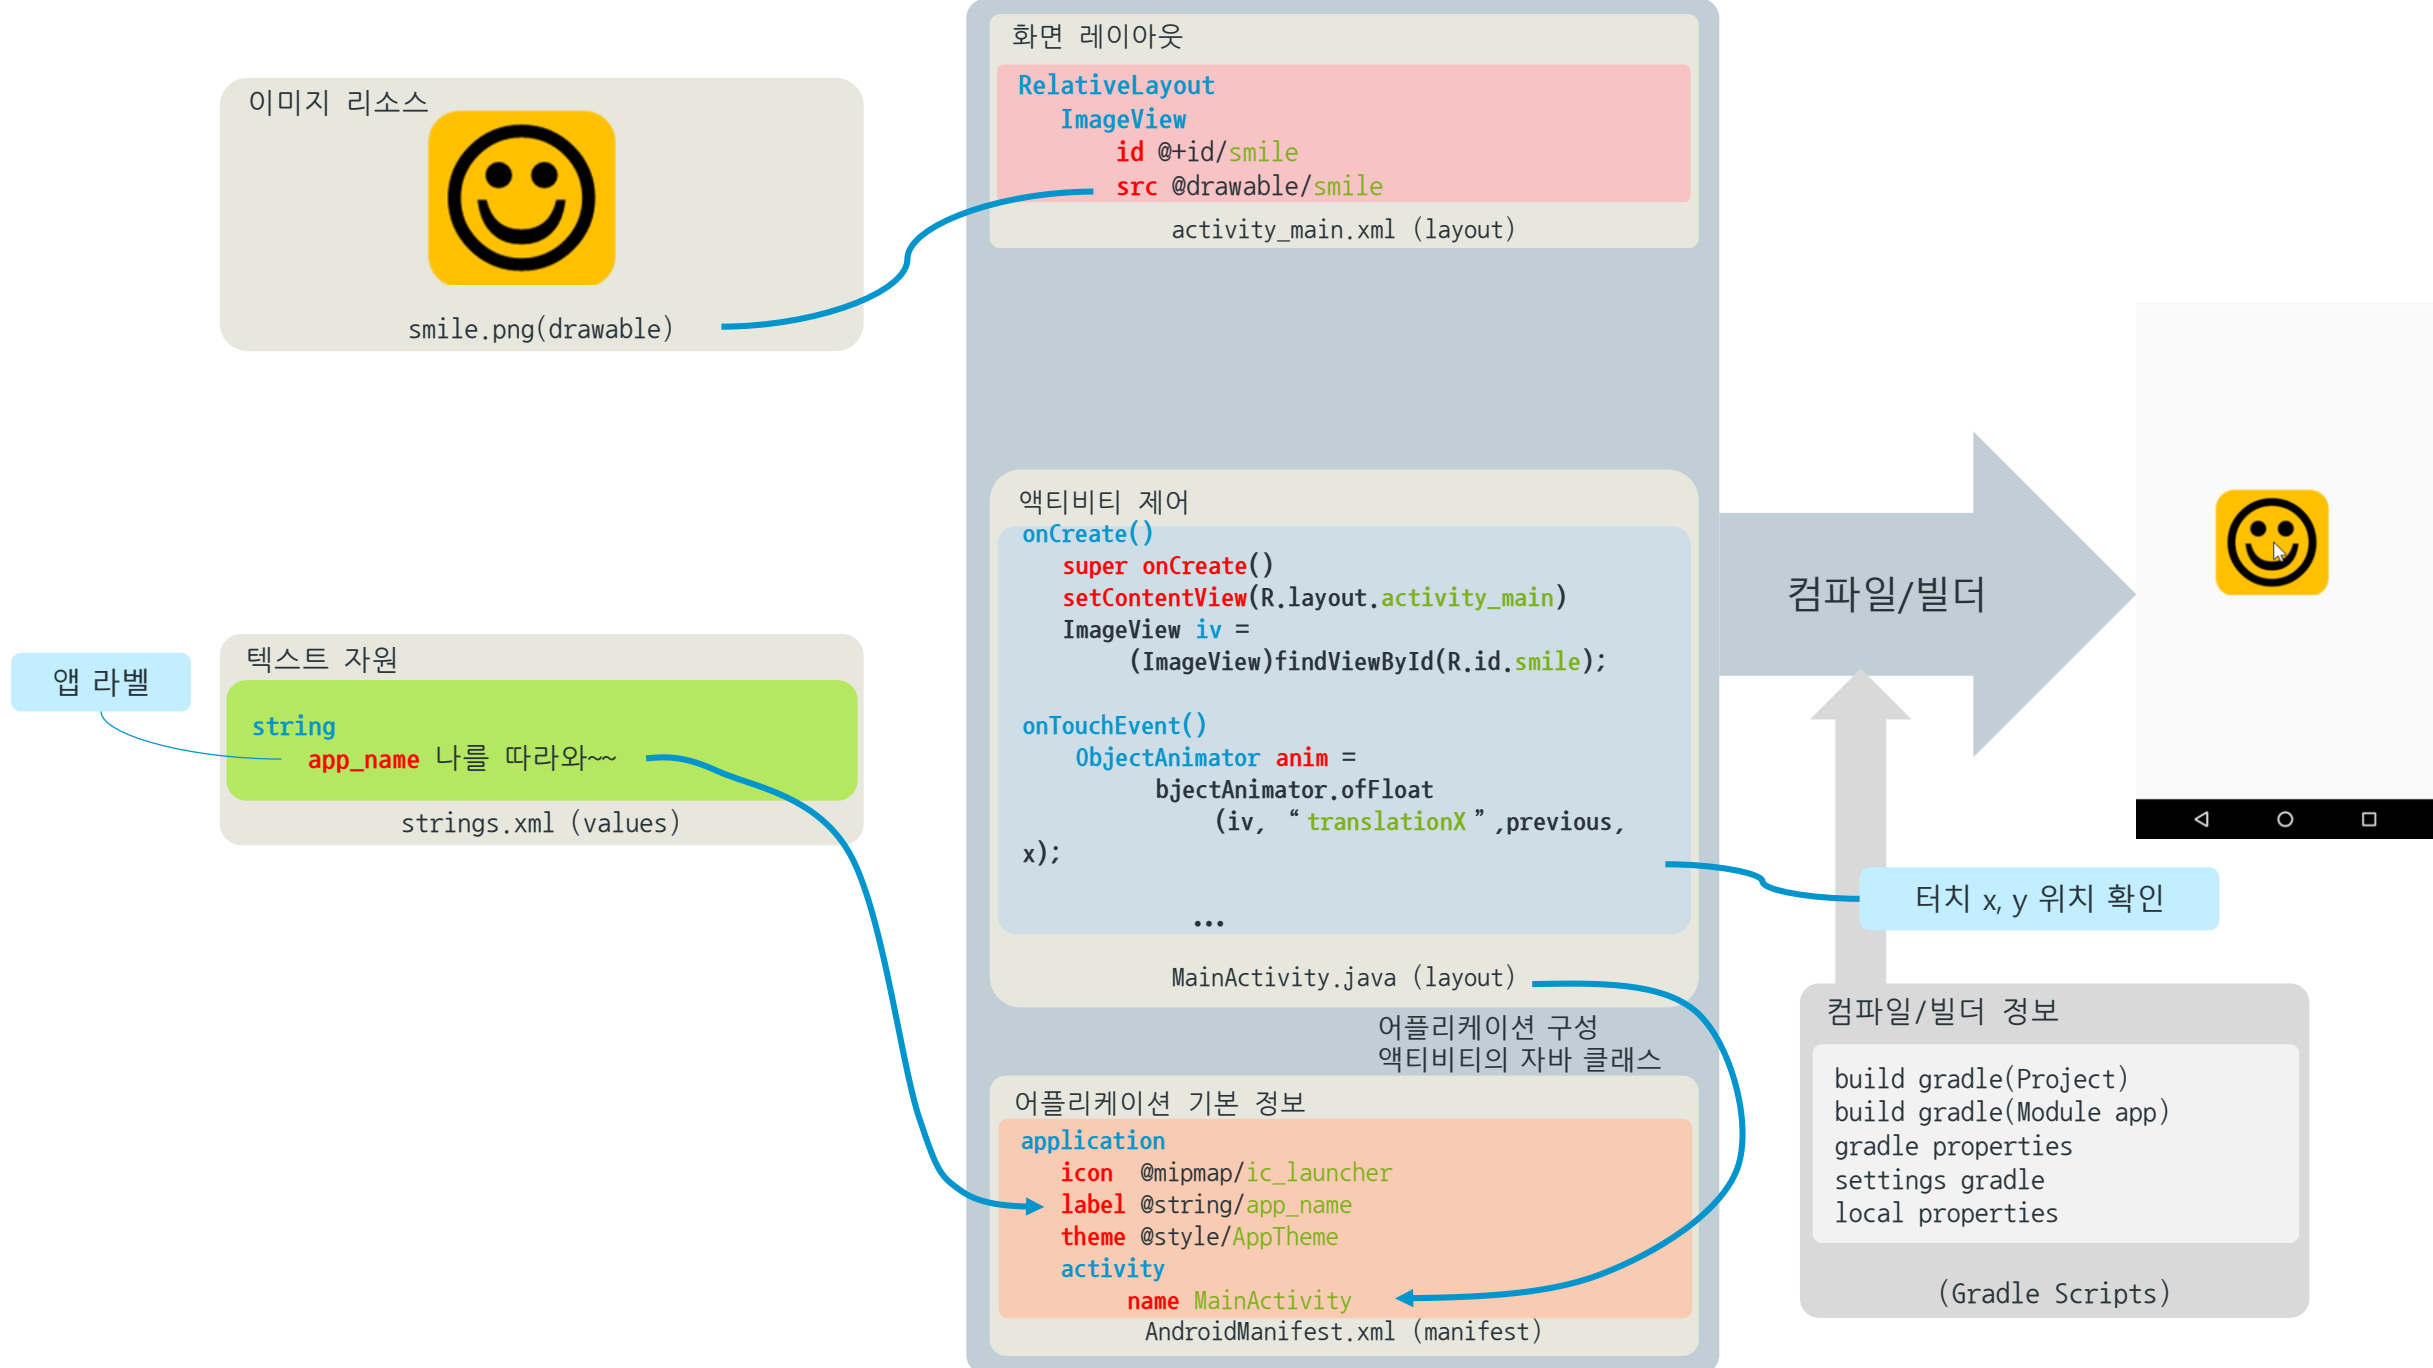 이미지 리소스
smile.png(drawable)
앱 라벨
텍스트 자원
string
app_name 나를 따라와~~
strings.xml (values)
화면 레이아웃
RelativeLayout
ImageView
id @+id/smile
src @drawable/smile
activity_main.xml (layout)
액티비티 제어
onCreate()
super onCreate()
setContentView(R.layout.activity_main)
ImageView iv =
(ImageView)findViewById(R.id.smile);
onTouchEvent()
ObjectAnimator anim =
bjectAnimator.ofFloat
(iv, “translationX”,previous,
x);
...
MainActivity.java (layout)
어플리케이션 구성
액티비티의 자바 클래스
어플리케이션 기본 정보
application
icon @mipmap/ic_launcher
label @string/app_name
theme @style/AppTheme
activity
name MainActivity
AndroidManifest.xml (manifest)
컴파일/빌더
터치 x, y 위치 확인
컴파일/빌더 정보
build gradle(Project)
build gradle(Module app)
gradle properties
settings gradle
local properties
(Gradle Scripts)